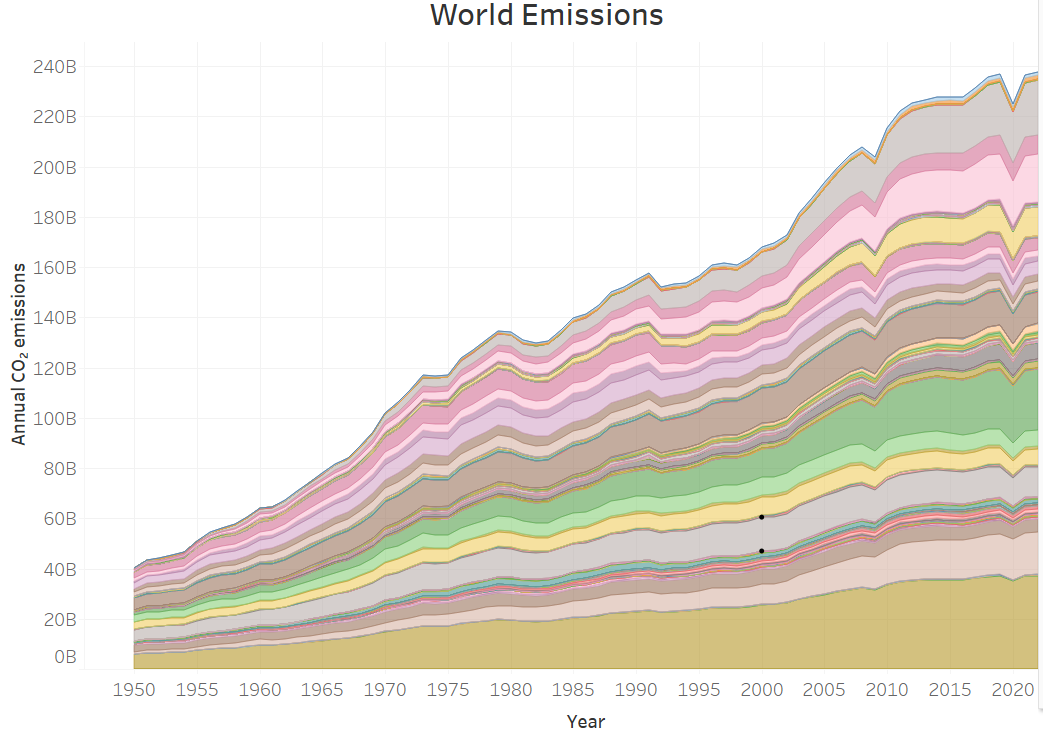 World Emissions
240B
220B
200B
180B
160B
140B
120B
100B
80B
60B
40B
20B
0B
Annual CO₂ emissions
1950 1955 1960 1965 1970 1975 1980 1985 1990 1995 2000 2005 2010 2015 2020
Year